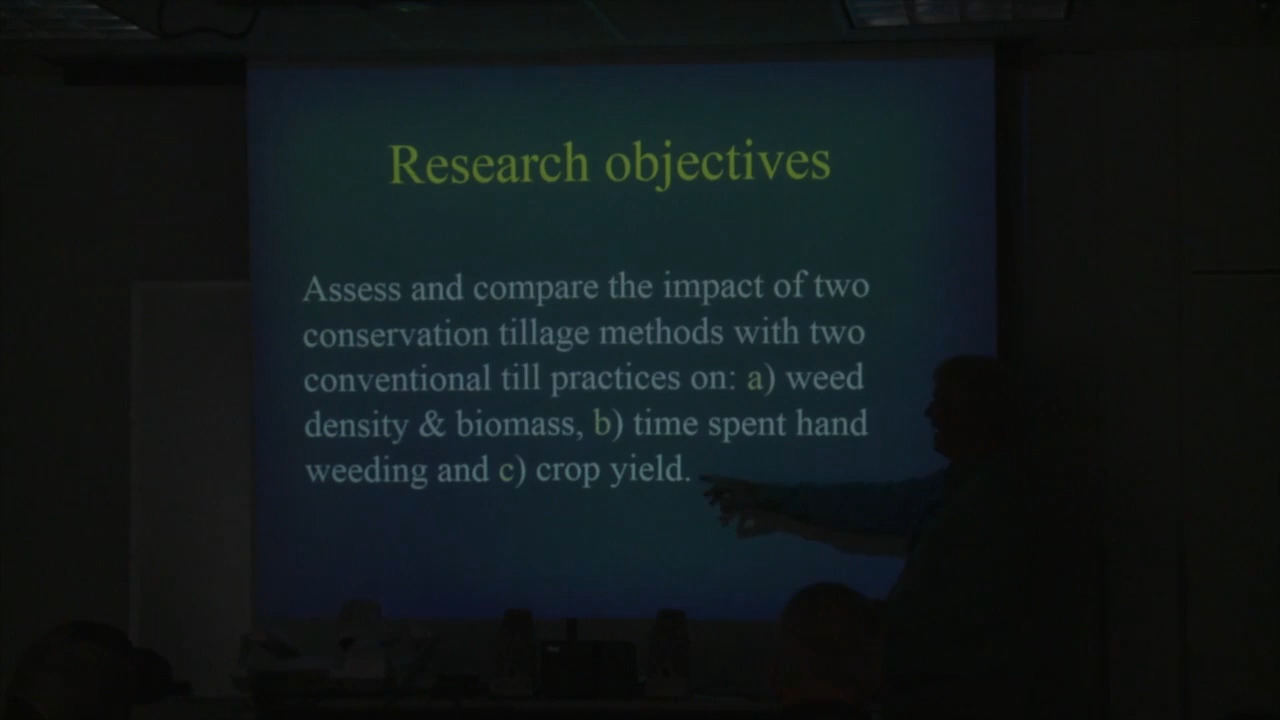 Research objectives
Assess and compare the impact of two
conservation tillage methods with two
conventional till practices on: a) weed
density & biomass, b) time spent hand
weeding and c) crop yield.